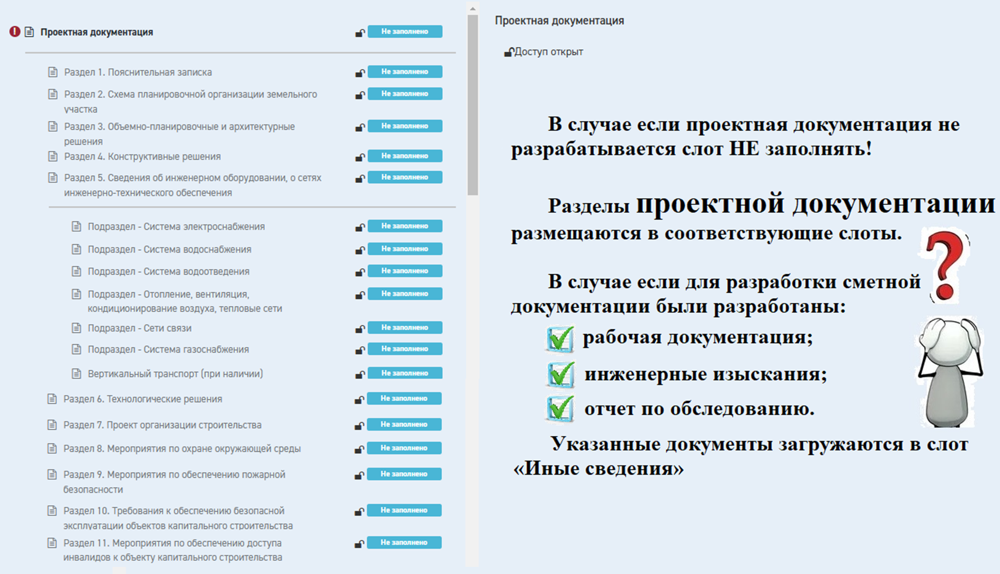 Проектная документация
Не заполнено
Раздел 1. Пояснительная записка
Не заполнено
Раздел 2. Схема планировочной организации земельного
участка
Не заполнено
Раздел 3. Объемно-планировочные и архитектурные
решения
Не заполнено
Раздел 4. Конструктивные решения
Не заполнено
Раздел 5. Сведения об инженерном оборудовании, о сетях
инженерно-технического обеспечения
Не заполнено
Подраздел - Система электроснабжения
Не заполнено
Подраздел - Система водоснабжения
Не заполнено
Подраздел - Система водоотведения
Не заполнено
Подраздел - Отопление, вентиляция,
кондиционирование воздуха, тепловые сети
Не заполнено
Подраздел - Сети связи
Не заполнено
Подраздел - Система газоснабжения
Не заполнено
Вертикальный транспорт (при наличии)
Не заполнено
Раздел 6. Технологические решения
Не заполнено
Раздел 7. Проект организации строительства
Не заполнено
Раздел 8. Мероприятия по охране окружающей среды
Не заполнено
Раздел 9. Мероприятия по обеспечению пожарной
безопасности
Не заполнено
Раздел 10. Требования к обеспечению безопасной
эксплуатации объектов капитального строительства
Не заполнено
Раздел 11. Мероприятия по обеспечению доступа
инвалидов к объекту капитального строительства
Не заполнено
Проектная документация
Доступ открыт
В случае если проектная документация не
разрабатывается слот НЕ заполнять!
Разделы проектной документации
размещаются в соответствующие слоты.
В случае если для разработки сметной
документации были разработаны:
рабочая документация;
инженерные изыскания;
отчет по обследованию.
Указанные документы загружаются в слот
«Иные сведения»